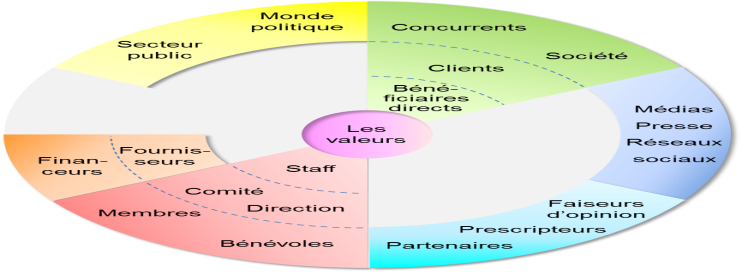 Monde
politique
Secteur
public
Concurrents
Société
Clients
Béné-
ficiaires
directs
Médias
Presse
Réseaux
sociaux
Les
valeurs
Finan-
ceurs
Fournis-
seurs
Staff
Comité
Direction
Membres
Bénévoles
Faiseurs
d'opinion
Prescripteurs
Partenaires